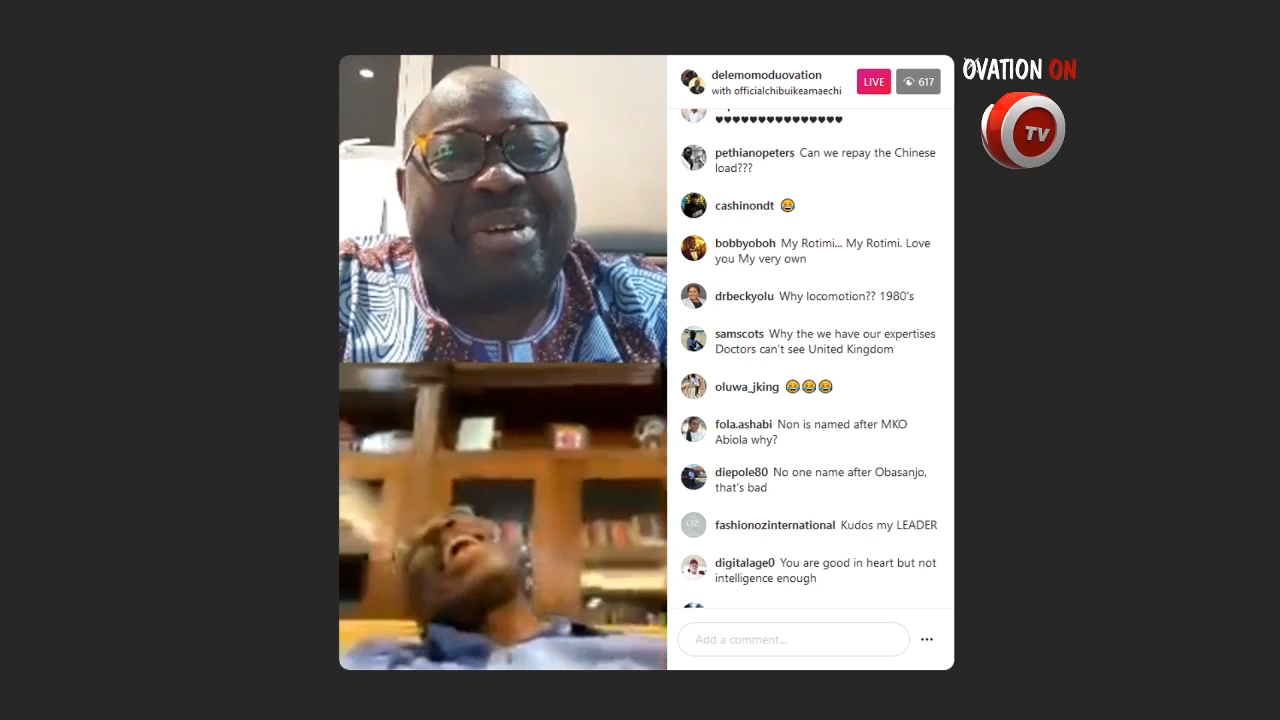 OVATION ON
TV
delemomoduovation
with officialchibuikeamaechi
LIVE
617
♥♥♥♥♥♥♥♥♥♥♥♥♥♥♥
pethianopeters Can we repay the Chinese
load???
cashinondt 😂
bobbyoboh My Rotimi... My Rotimi. Love
you My very own
drbeckyolu Why locomotion?? 1980's
samscots Why the we have our expertises
Doctors can't see United Kingdom
oluwa_jking 😂😂😂
fola.ashabi Non is named after MKO
Abiola why?
diepole80 No one name after Obasanjo,
that's bad
fashionozinternational Kudos my LEADER
digitalage0 You are good in heart but not
intelligence enough
Add a comment...